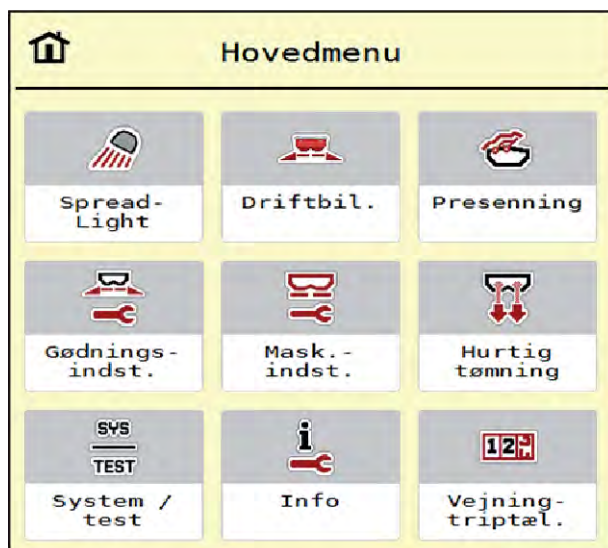 Hovedmenu
Spread-
Light
Driftbil.
Presenning
Gødnings-
indst.
Mask.-
indst.
Hurtig
tømning
SYS
TEST
System /
test
i
Info
12
Vejning-
triptæl.